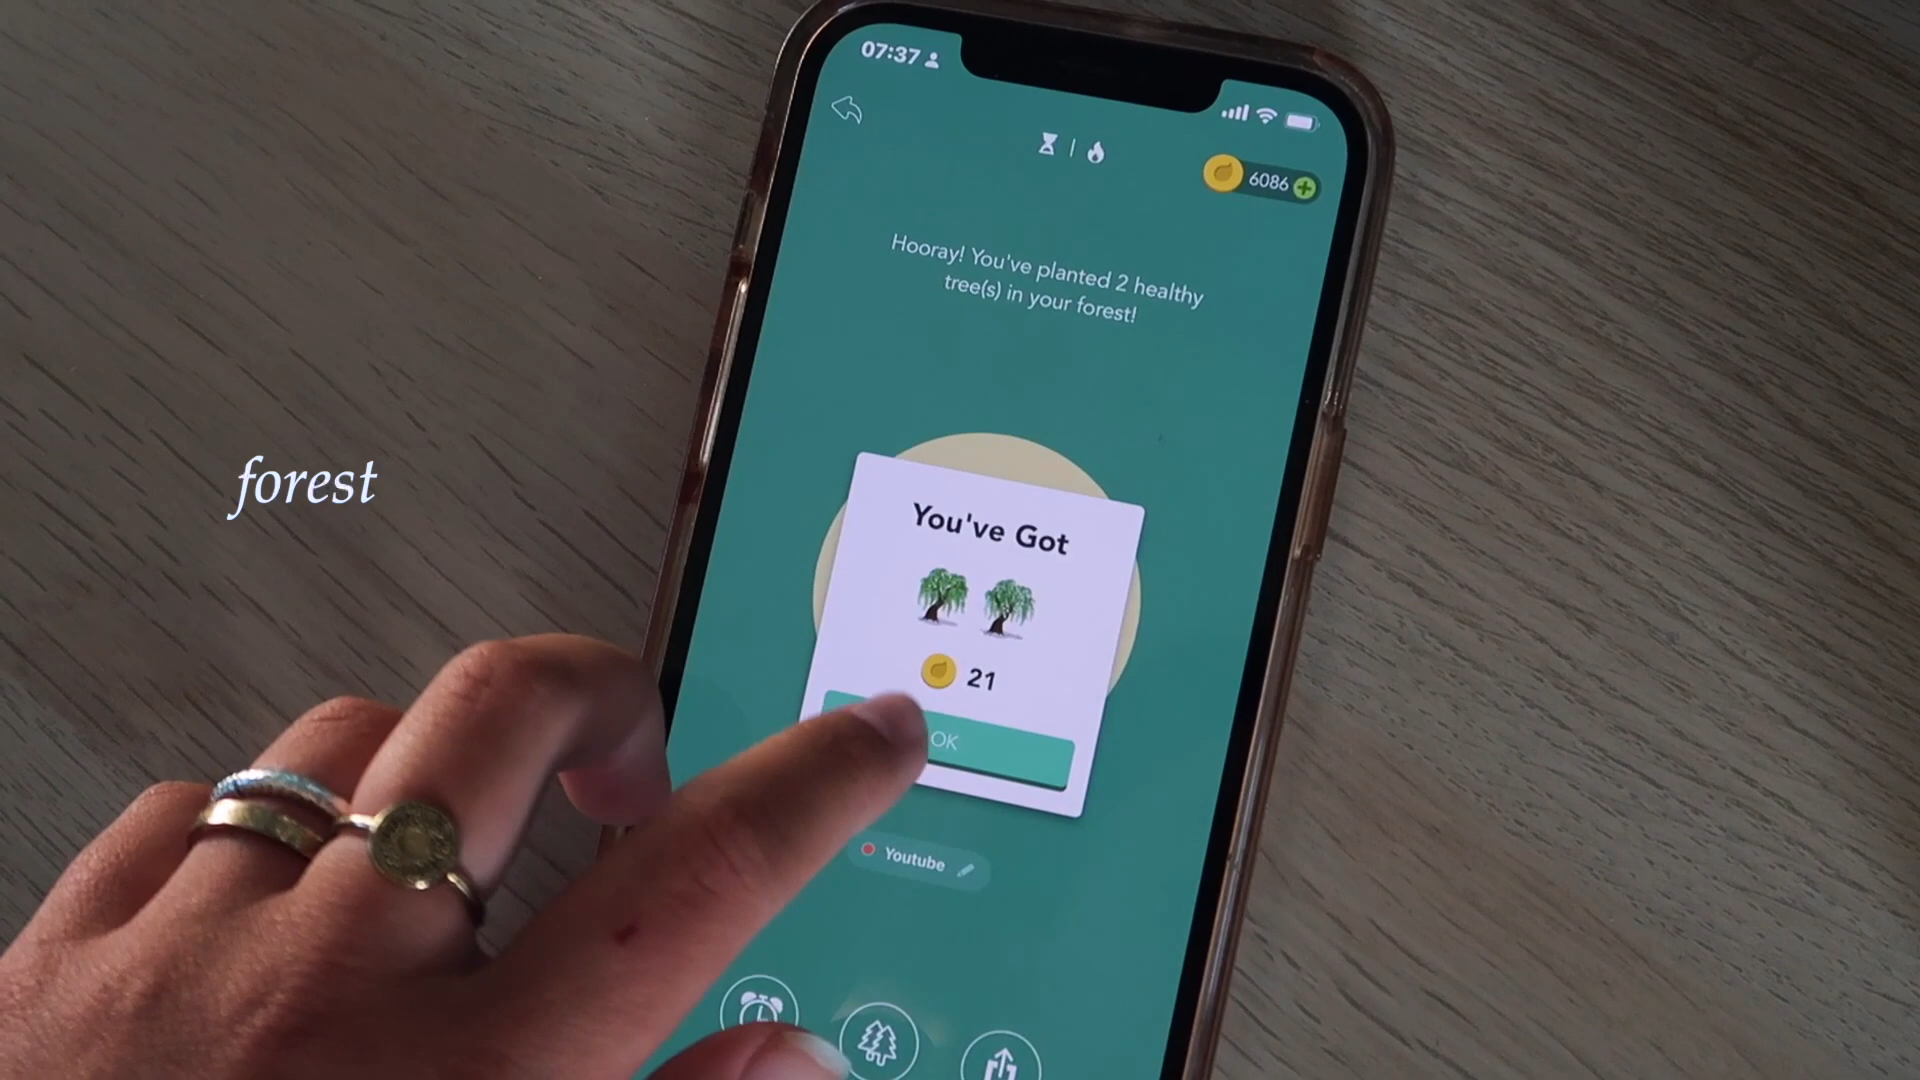 07:37
6086
Hooray! You've planted 2 healthy
tree(s) in your forest!
forest
You've Got
21
OK
Youtube